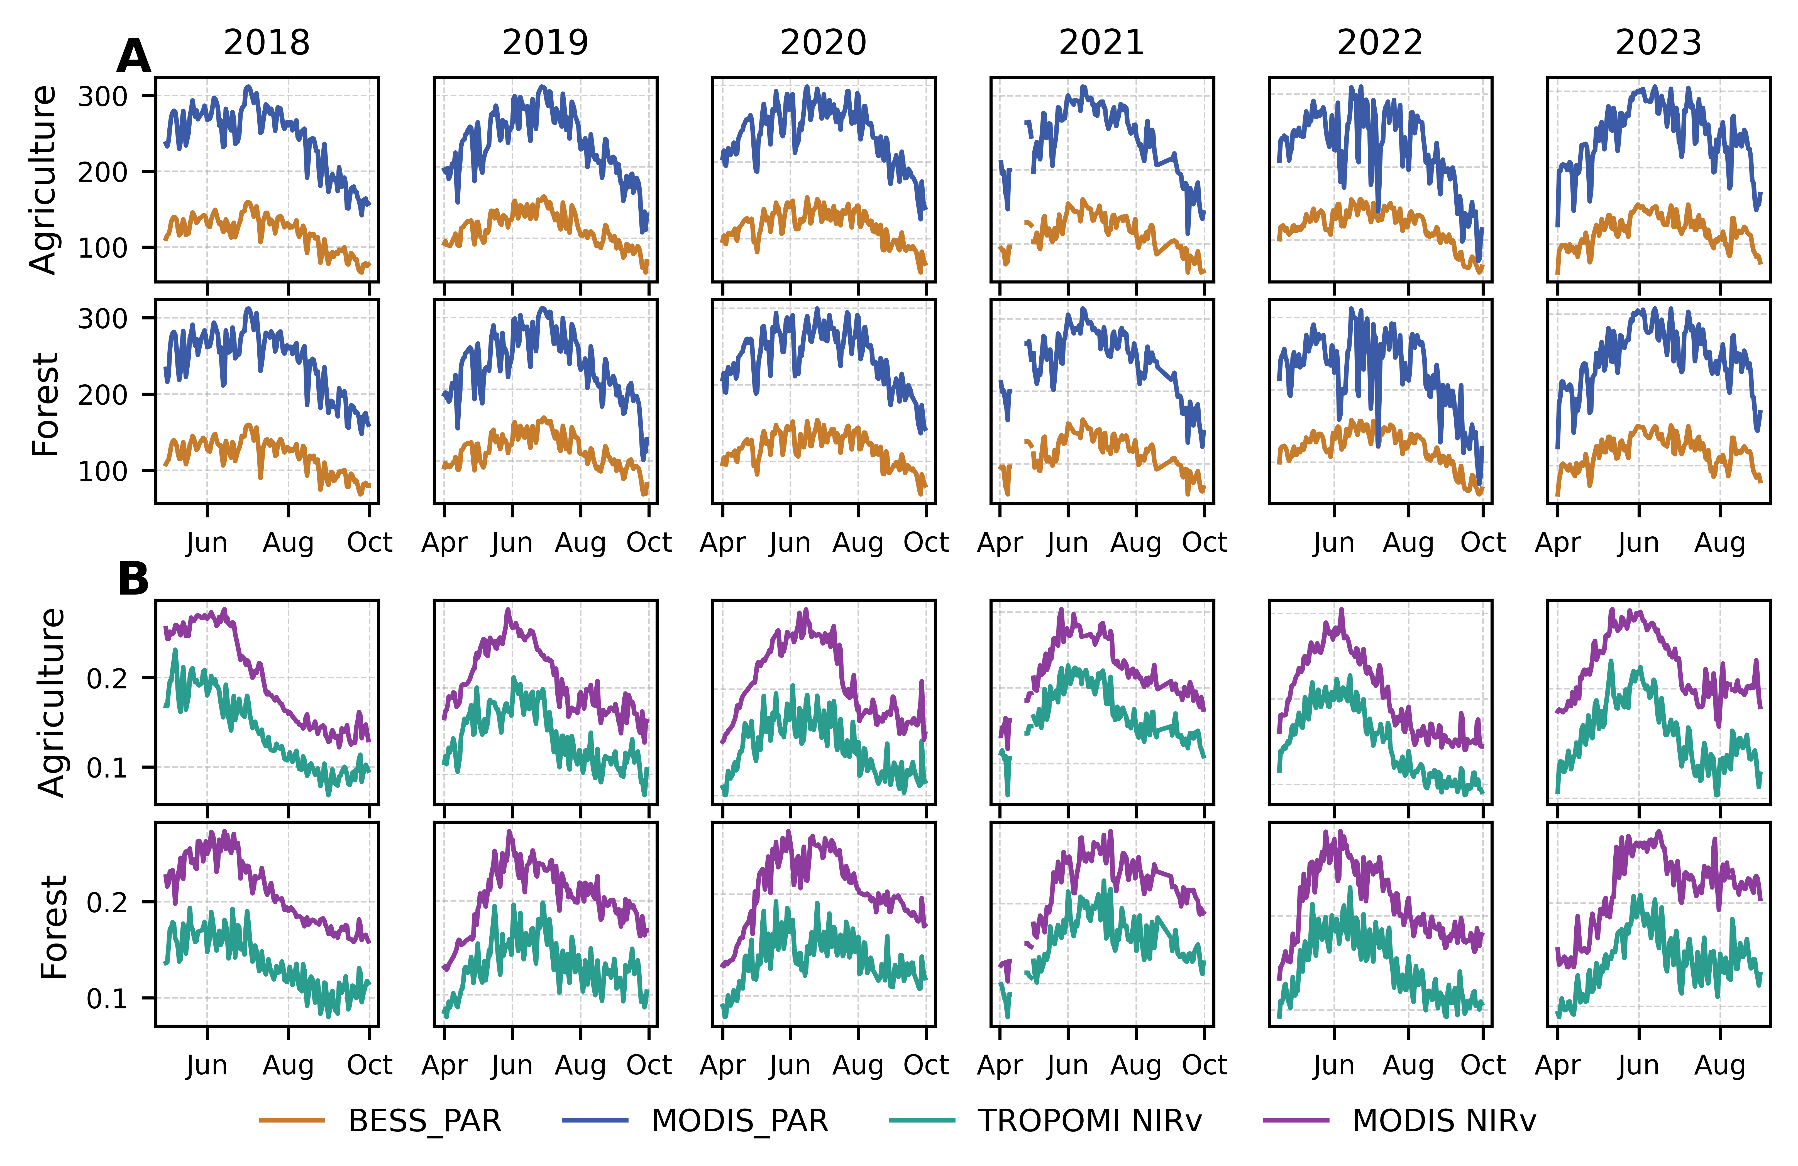 A 2018 2019 2020 2021 2022 2023
Agriculture
300
200
100
Forest
300
200
100
Jun Aug Oct Apr Jun Aug Oct Apr Jun Aug Oct Apr Jun Aug Oct Jun Aug Oct Apr Jun Aug
B
Agriculture
0.2
0.1
Forest
0.2
0.1
Jun Aug Oct Apr Jun Aug Oct Apr Jun Aug Oct Apr Jun Aug Oct Jun Aug Oct Apr Jun Aug
BESS_PAR MODIS_PAR TROPOMI NIRv MODIS NIRv